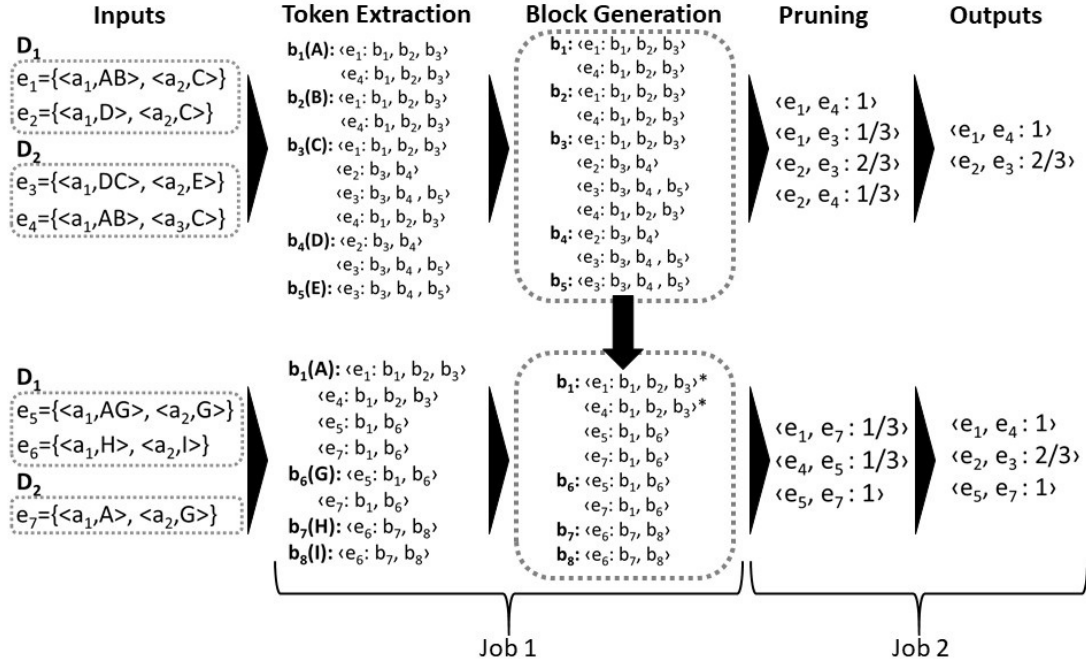 Inputs
Token Extraction
Block Generation
Pruning
Outputs
D₁
e₁={<a₁,AB>, <a₂,C>}
e₂={<a₁,D>, <a₂,C>}
D₂
e₃={<a₁,DC>, <a₂,E>}
e₄={<a₁,AB>, <a₃,C>}
b₁(A): ‹e₁: b₁, b₂, b₃›
‹e₄: b₁, b₂, b₃›
b₂(B): ‹e₁: b₁, b₂, b₃›
‹e₄: b₁, b₂, b₃›
b₃(C): ‹e₁: b₁, b₂, b₃›
‹e₂: b₃, b₄›
‹e₃: b₃, b₄ , b₅›
‹e₄: b₁, b₂, b₃›
b₄(D): ‹e₂: b₃, b₄›
‹e₃: b₃, b₄ , b₅›
b₅(E): ‹e₃: b₃, b₄ , b₅›
b₁: ‹e₁: b₁, b₂, b₃›
‹e₄: b₁, b₂, b₃›
b₂: ‹e₁: b₁, b₂, b₃›
‹e₄: b₁, b₂, b₃›
b₃: ‹e₁: b₁, b₂, b₃›
‹e₂: b₃, b₄›
‹e₃: b₃, b₄ , b₅›
‹e₄: b₁, b₂, b₃›
b₄: ‹e₂: b₃, b₄›
‹e₃: b₃, b₄ , b₅›
b₅: ‹e₃: b₃, b₄ , b₅›
‹e₁, e₄ : 1›
‹e₁, e₃ : 1/3›
‹e₂, e₃ : 2/3›
‹e₂, e₄ : 1/3›
‹e₁, e₄ : 1›
‹e₂, e₃ : 2/3›
D₁
e₅={<a₁,AG>, <a₂,G>}
e₆={<a₁,H>, <a₂,I>}
D₂
e₇={<a₁,A>, <a₂,G>}
b₁(A): ‹e₁: b₁, b₂, b₃›
‹e₄: b₁, b₂, b₃›
‹e₅: b₁, b₆›
‹e₇: b₁, b₆›
b₆(G): ‹e₅: b₁, b₆›
‹e₇: b₁, b₆›
b₇(H): ‹e₆: b₇, b₈›
b₈(I): ‹e₆: b₇, b₈›
b₁: ‹e₁: b₁, b₂, b₃›*
‹e₄: b₁, b₂, b₃›*
‹e₅: b₁, b₆›
‹e₇: b₁, b₆›
b₆: ‹e₅: b₁, b₆›
‹e₇: b₁, b₆›
b₇: ‹e₆: b₇, b₈›
b₈: ‹e₆: b₇, b₈›
‹e₁, e₇ : 1/3›
‹e₄, e₅ : 1/3›
‹e₅, e₇ : 1›
‹e₁, e₄ : 1›
‹e₂, e₃ : 2/3›
‹e₅, e₇ : 1›
Job 1
Job 2